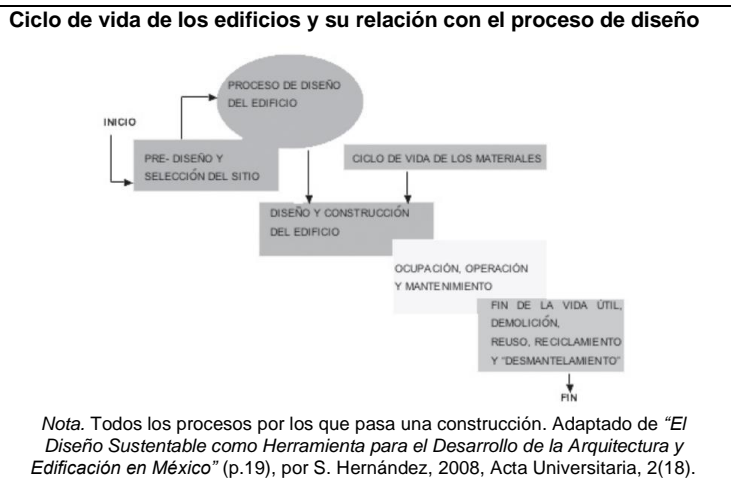 Ciclo de vida de los edificios y su relación con el proceso de diseño
PROCESO DE DISEÑO
DEL EDIFICIO
INICIO
PRE- DISEÑO Y
SELECCIÓN DEL SITIO
CICLO DE VIDA DE LOS MATERIALES
DISEÑO Y CONSTRUCCIÓN
DEL EDIFICIO
OCUPACIÓN, OPERACIÓN
Y MANTENIMIENTO
FIN DE LA VIDA ÚTIL,
DEMOLICIÓN,
REUSO, RECICLAMIENTO
Y "DESMANTELAMIENTO"
FIN
Nota. Todos los procesos por los que pasa una construcción. Adaptado de “El
Diseño Sustentable como Herramienta para el Desarrollo de la Arquitectura y
Edificación en México” (p.19), por S. Hernández, 2008, Acta Universitaria, 2(18).